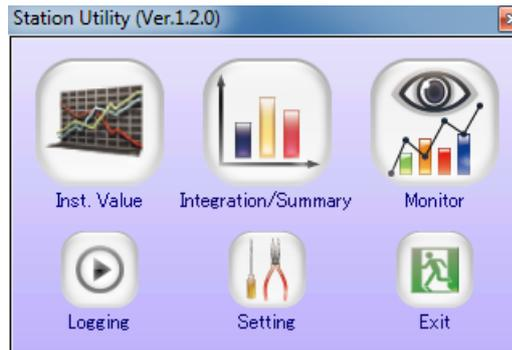 Station Utility (Ver.1.2.0)
Inst. Value
Integration/Summary
Monitor
Logging
Setting
Exit